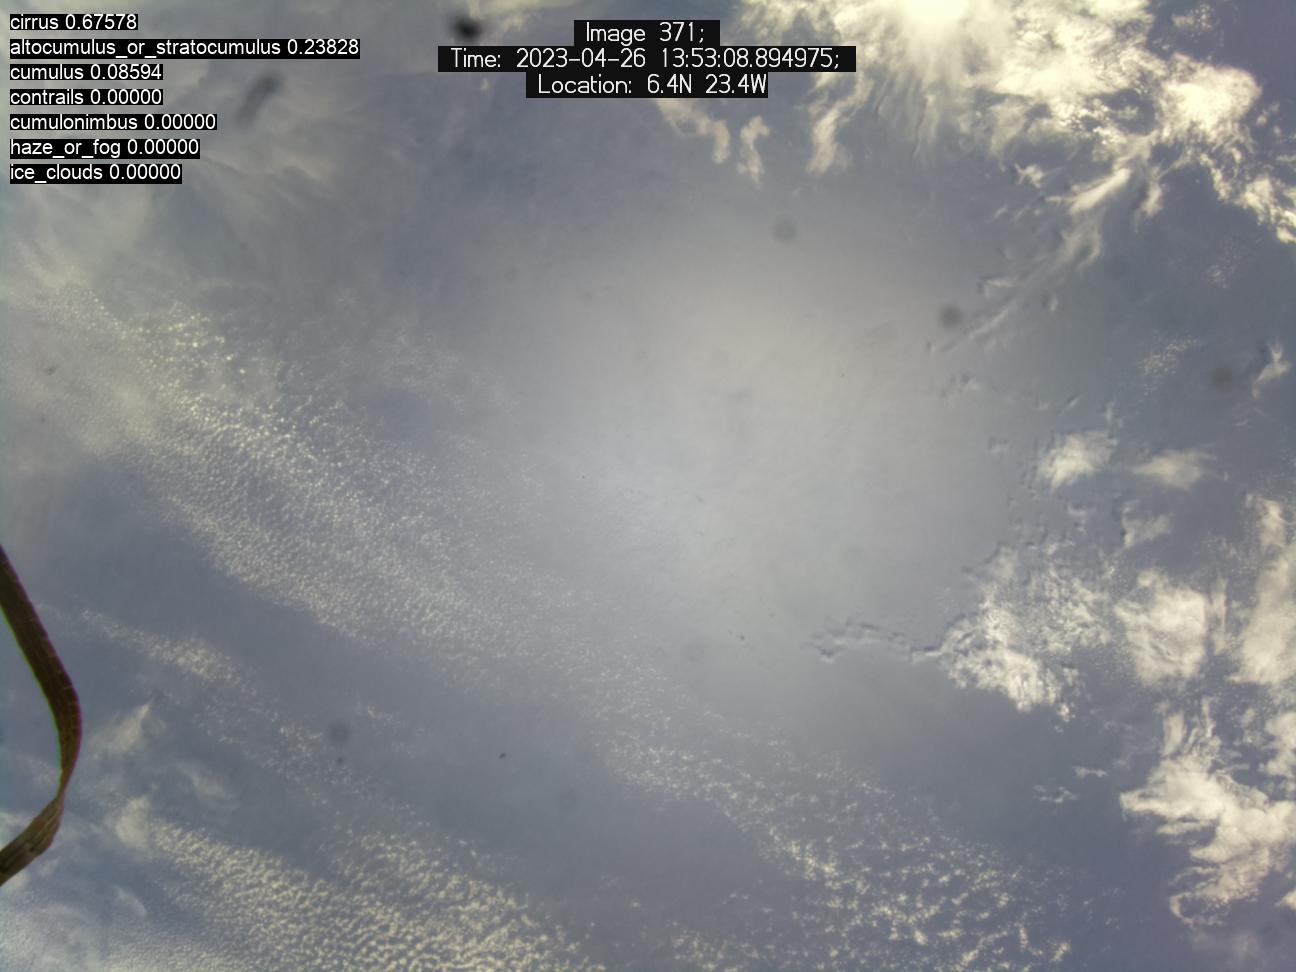 cirrus 0.67578
altocumulus_or_stratocumulus 0.23828
cumulus 0.08594
contrails 0.00000
cumulonimbus 0.00000
haze_or_fog 0.00000
ice_clouds 0.00000
Image 371;
Time: 2023-04-26 13:53:08.894975;
Location: 6.4N 23.4W